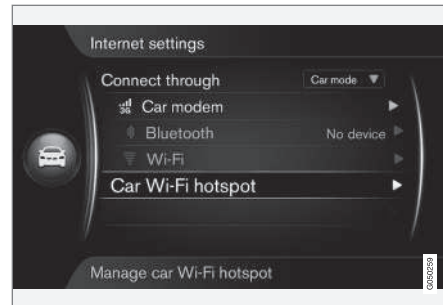 Internet settings
Connect through Car mode
3G Car modem
Bluetooth No device
Wi-Fi
Car Wi-Fi hotspot
Manage car Wi-Fi hotspot
G050259